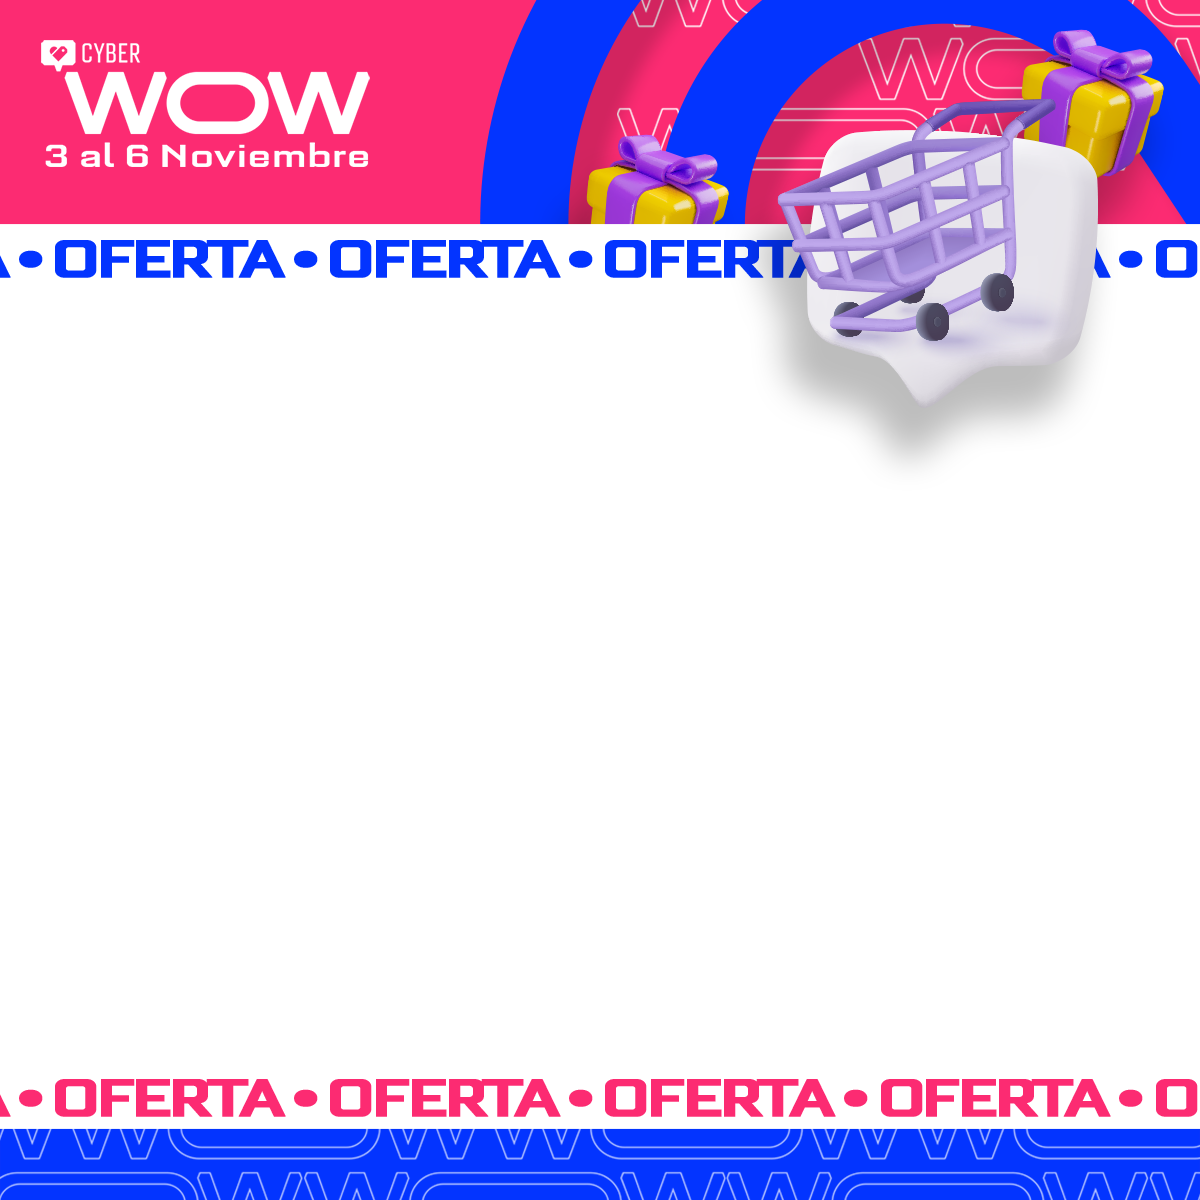 CYBER
WOW
3 al 6 Noviembre
A • OFERTA • OFERTA • OFERTA • O
A • OFERTA • OFERTA • OFERTA • OFERTA • O